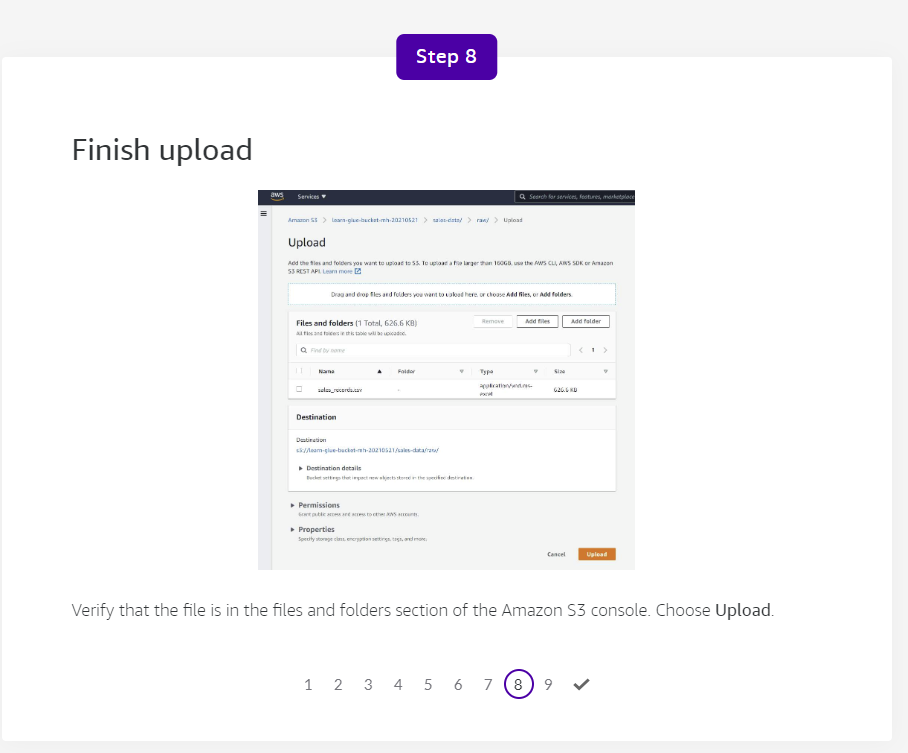 Step 8
Finish upload
aws Services ▼ Search for services, features, marketplace
Amazon S3 > learn-glue-bucket-mh-20210521 > sales-data/ > raw/ > Upload
Upload
Add the files and folders you want to upload to S3. To upload a file larger than 160GB, use the AWS CLI, AWS SDK or Amazon
S3 REST API. Learn more
Drag and drop files and folders you want to upload here, or choose Add files, or Add folders.
Files and folders (1 Total, 626.6 KB) Remove Add files Add folder
All files and folders in this table will be uploaded.
Find by name < 1 >
Name ▲ Folder ▼ Type ▼ Size ▼
sales_records.csv - application/vnd.ms-excel 626.6 KB
Destination
Destination
s3://learn-glue-bucket-mh-20210521/sales-data/raw/
▶ Destination details
Bucket settings that impact new objects stored in the specified destination.
▶ Permissions
Grant public access and access to other AWS accounts.
▶ Properties
Specify storage class, encryption settings, tags, and more.
Cancel Upload
Verify that the file is in the files and folders section of the Amazon S3 console. Choose Upload.
1 2 3 4 5 6 7 8 9